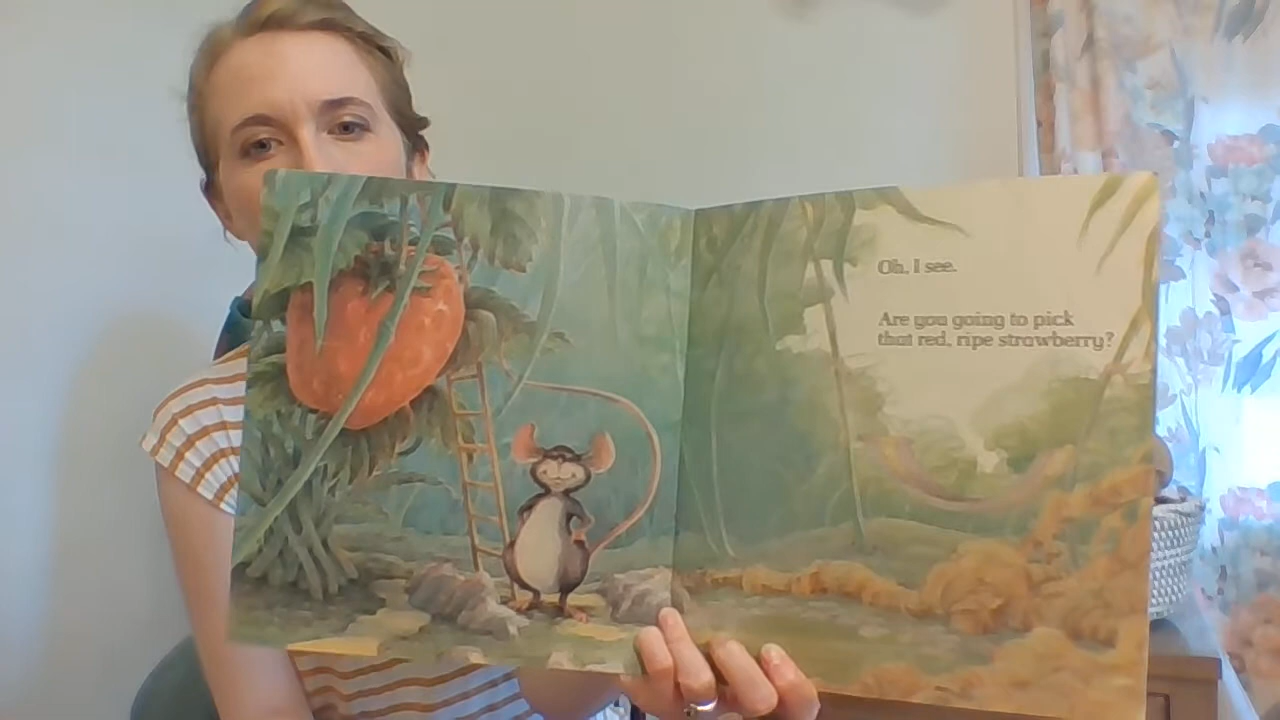 Oh, I see.
Are you going to pick
that red, ripe strawberry?